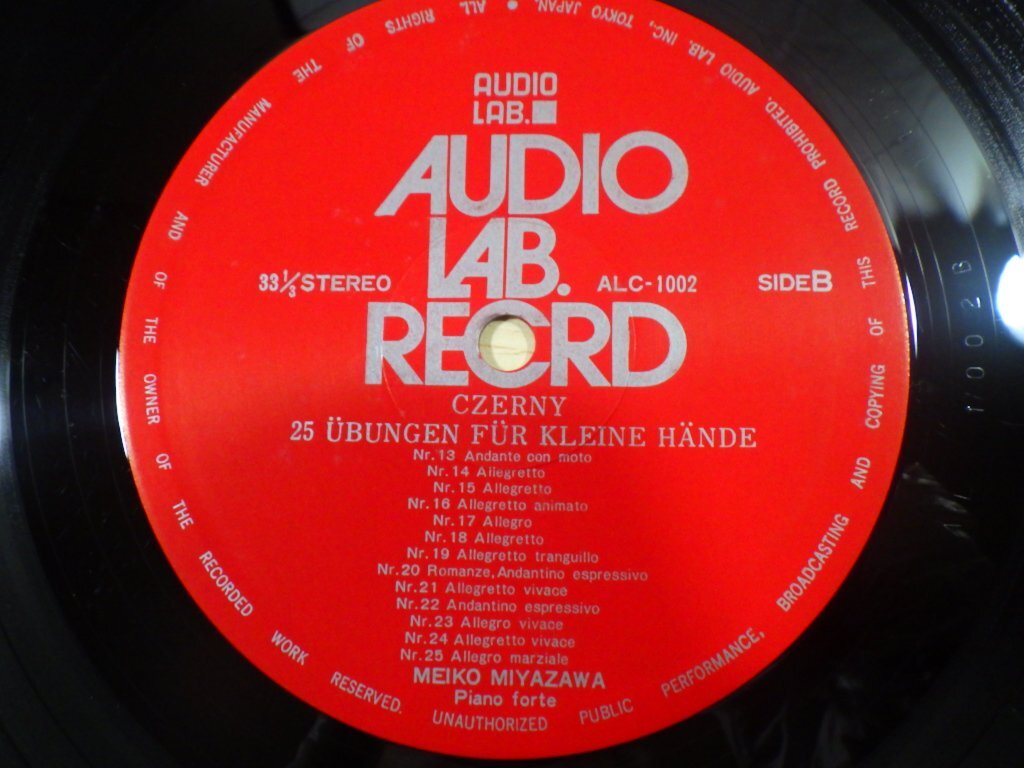 AUDIO
LAB.
AUDIO
LAB.
RECRD
33⅓ STEREO
ALC-1002
SIDE B
CZERNY
25 ÜBUNGEN FÜR KLEINE HÄNDE
Nr.13 Andante con moto
Nr.14 Allegretto
Nr.15 Allegretto
Nr.16 Allegretto animato
Nr.17 Allegro
Nr.18 Allegretto
Nr.19 Allegretto tranguillo
Nr.20 Romanze, Andantino espressivo
Nr.21 Allegretto vivace
Nr.22 Andantino espressivo
Nr.23 Allegro vivace
Nr.24 Allegretto vivace
Nr.25 Allegro marziale
MEIKO MIYAZAWA
Piano forte
ALL RIGHTS OF THE MANUFACTURER AND OF THE OWNER OF THE RECORDED WORK RESERVED. UNAUTHORIZED PUBLIC PERFORMANCE, BROADCASTING AND COPYING OF THIS RECORD PROHIBITED. AUDIO LAB. INC., TOKYO JAPAN.
1002B